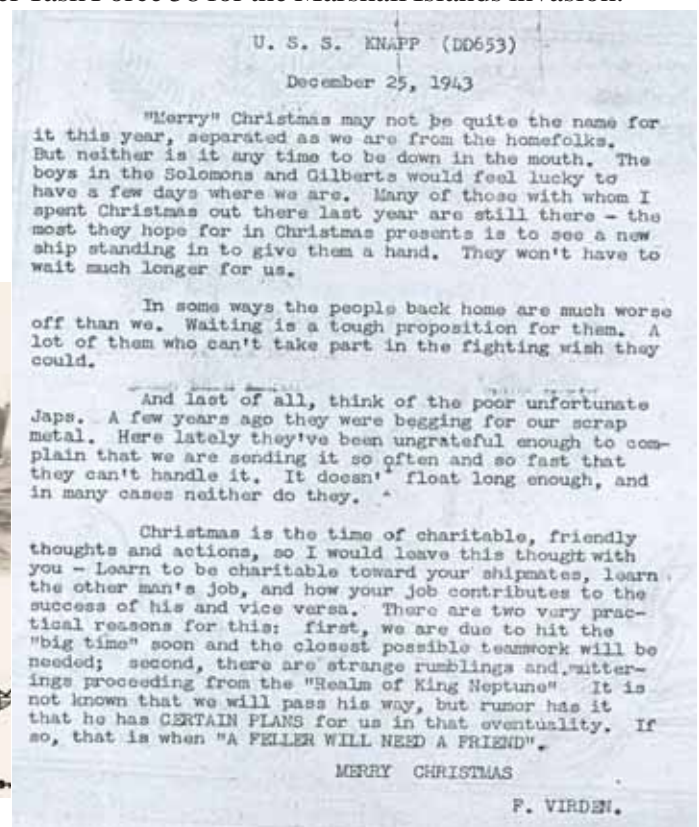 er Task Force 58 for the Marshall Islands invasion.
U. S. S. KNAPP (DD653)
December 25, 1943
"Merry" Christmas may not be quite the name for
it this year, separated as we are from the homefolks.
But neither is it any time to be down in the mouth. The
boys in the Solomons and Gilberts would feel lucky to
have a few days where we are. Many of those with whom I
spent Christmas out there last year are still there - the
most they hope for in Christmas presents is to see a new
ship standing in to give them a hand. They won't have to
wait much longer for us.
In some ways the people back home are much worse
off than we. Waiting is a tough proposition for them. A
lot of them who can't take part in the fighting wish they
could.
And last of all, think of the poor unfortunate
Japs. A few years ago they were begging for our scrap
metal. Here lately they've been ungrateful enough to com-
plain that we are sending it so often and so fast that
they can't handle it. It doesn't float long enough, and
in many cases neither do they.
Christmas is the time of charitable, friendly
thoughts and actions, so I would leave this thought with
you - Learn to be charitable toward your shipmates, learn
the other man's job, and how your job contributes to the
success of his and vice versa. There are two very prac-
tical reasons for this: first, we are due to hit the
"big time" soon and the closest possible teamwork will be
needed; second, there are strange rumblings and mutter-
ings proceeding from the "Realm of King Neptune". It is
not known that we will pass his way, but rumor has it
that he has CERTAIN PLANS for us in that eventuality. If
so, that is when "A FELLER WILL NEED A FRIEND".
MERRY CHRISTMAS
F. VIRDEN.